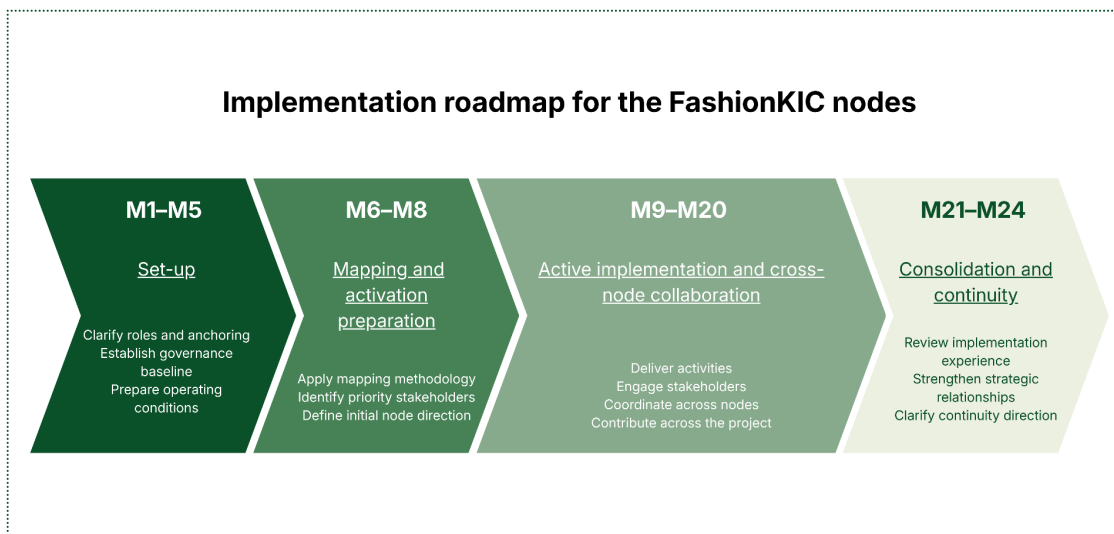 Implementation roadmap for the FashionKIC nodes
M1–M5
Set-up
Clarify roles and anchoring
Establish governance
baseline
Prepare operating
conditions
M6–M8
Mapping and
activation
preparation
Apply mapping methodology
Identify priority stakeholders
Define initial node direction
M9–M20
Active implementation and cross-
node collaboration
Deliver activities
Engage stakeholders
Coordinate across nodes
Contribute across the project
M21–M24
Consolidation and
continuity
Review implementation
experience
Strengthen strategic
relationships
Clarify continuity direction